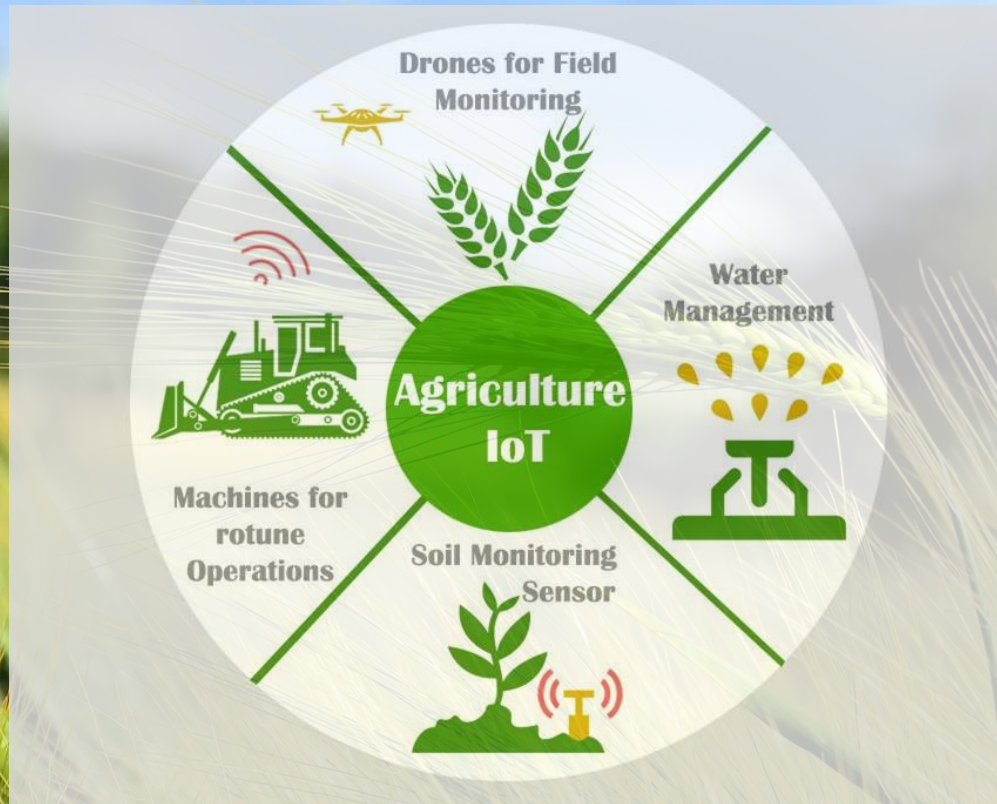 Drones for Field
Monitoring
Water
Management
Agriculture
IoT
Machines for
rotune
Operations
Soil Monitoring
Sensor